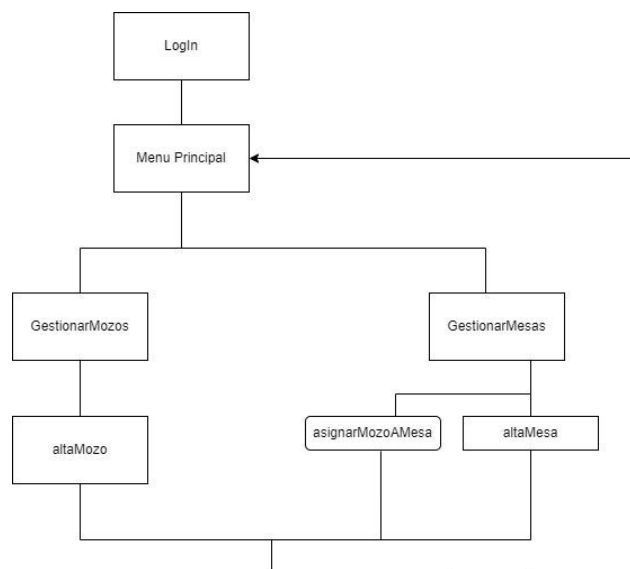 LogIn
Menu Principal
GestionarMozos
GestionarMesas
altaMozo
asignarMozoAMesa
altaMesa